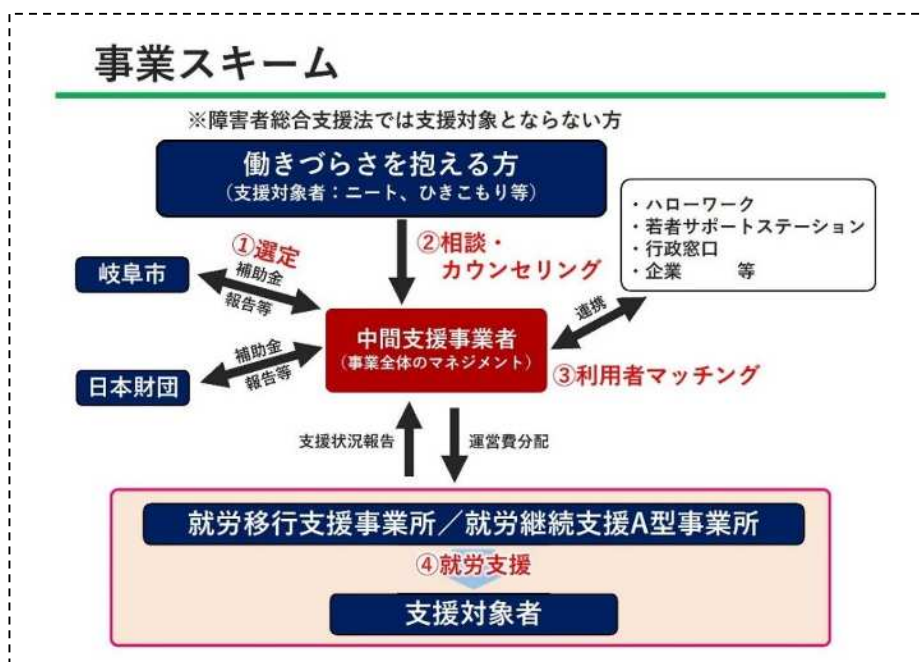 事業スキーム
※障害者総合支援法では支援対象とならない方
働きづらさを抱える方
（支援対象者：ニート、ひきこもり等）
・ハローワーク
・若者サポートステーション
・行政窓口
・企業　　等
①選定
②相談・
カウンセリング
岐阜市
補助金
報告等
連携
中間支援事業者
（事業全体のマネジメント）
③利用者マッチング
日本財団
補助金
報告等
支援状況報告
運営費分配
就労移行支援事業所／就労継続支援A型事業所
④就労支援
支援対象者